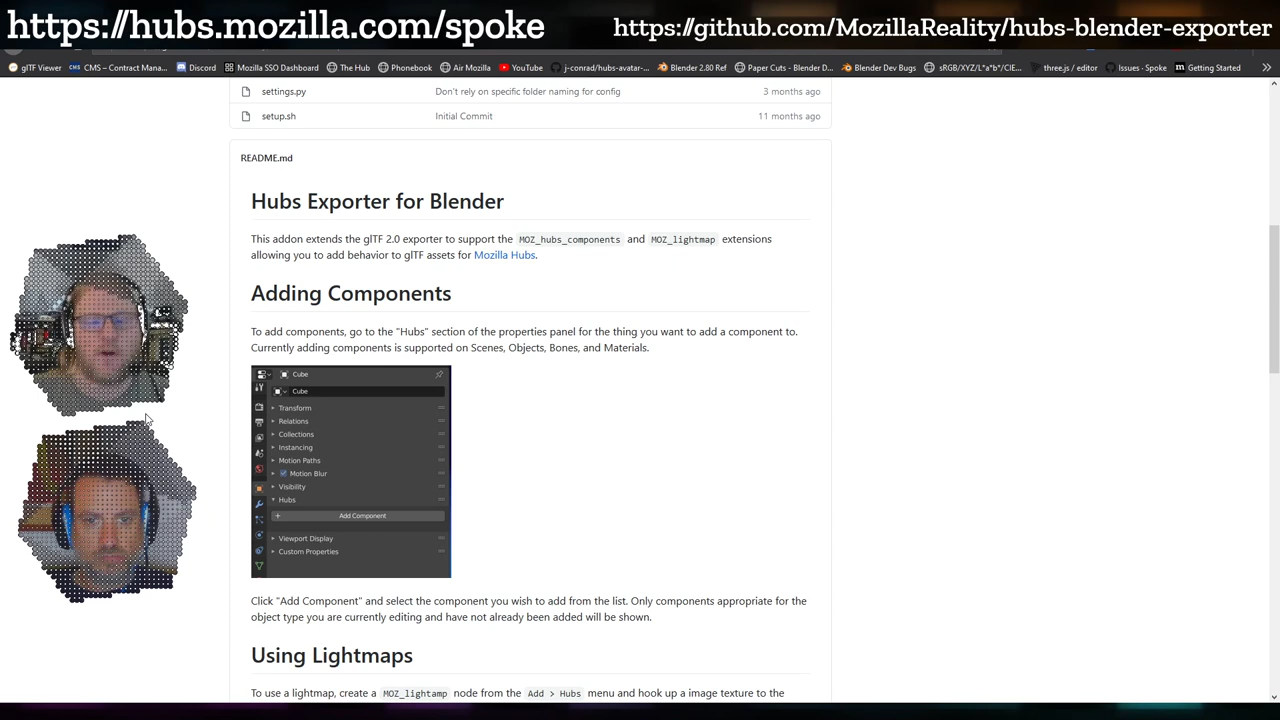 https://hubs.mozilla.com/spoke
https://github.com/MozillaReality/hubs-blender-exporter
glTF Viewer
CMS – Contract Mana...
Discord
Mozilla SSO Dashboard
The Hub
Phonebook
Air Mozilla
YouTube
j-conrad/hubs-avatar-...
Blender 2.80 Ref
Paper Cuts - Blender D...
Blender Dev Bugs
sRGB/XYZ/L*a*b*/CIE...
three.js / editor
Issues - Spoke
Getting Started
settings.py Don't rely on specific folder naming for config 3 months ago
setup.sh Initial Commit 11 months ago
README.md
Hubs Exporter for Blender
This addon extends the glTF 2.0 exporter to support the MOZ_hubs_components and MOZ_lightmap extensions
allowing you to add behavior to glTF assets for Mozilla Hubs.
Adding Components
To add components, go to the "Hubs" section of the properties panel for the thing you want to add a component to.
Currently adding components is supported on Scenes, Objects, Bones, and Materials.
Cube
Cube
Transform
Relations
Collections
Instancing
Motion Paths
Motion Blur
Visibility
Hubs
Add Component
Viewport Display
Custom Properties
Click "Add Component" and select the component you wish to add from the list. Only components appropriate for the
object type you are currently editing and have not already been added will be shown.
Using Lightmaps
To use a lightmap, create a MOZ_lightamp node from the Add > Hubs menu and hook up a image texture to the